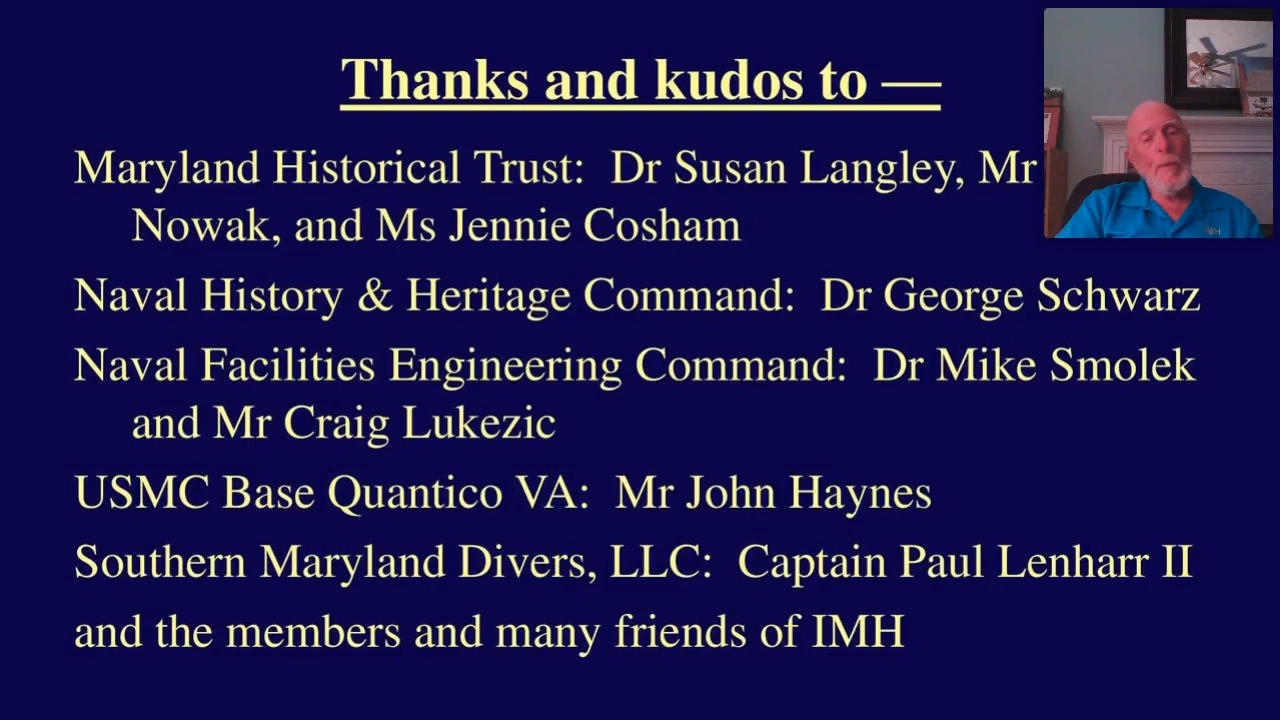 Thanks and kudos to —
Maryland Historical Trust: Dr Susan Langley, Mr
Nowak, and Ms Jennie Cosham
Naval History & Heritage Command: Dr George Schwarz
Naval Facilities Engineering Command: Dr Mike Smolek
and Mr Craig Lukezic
USMC Base Quantico VA: Mr John Haynes
Southern Maryland Divers, LLC: Captain Paul Lenharr II
and the members and many friends of IMH